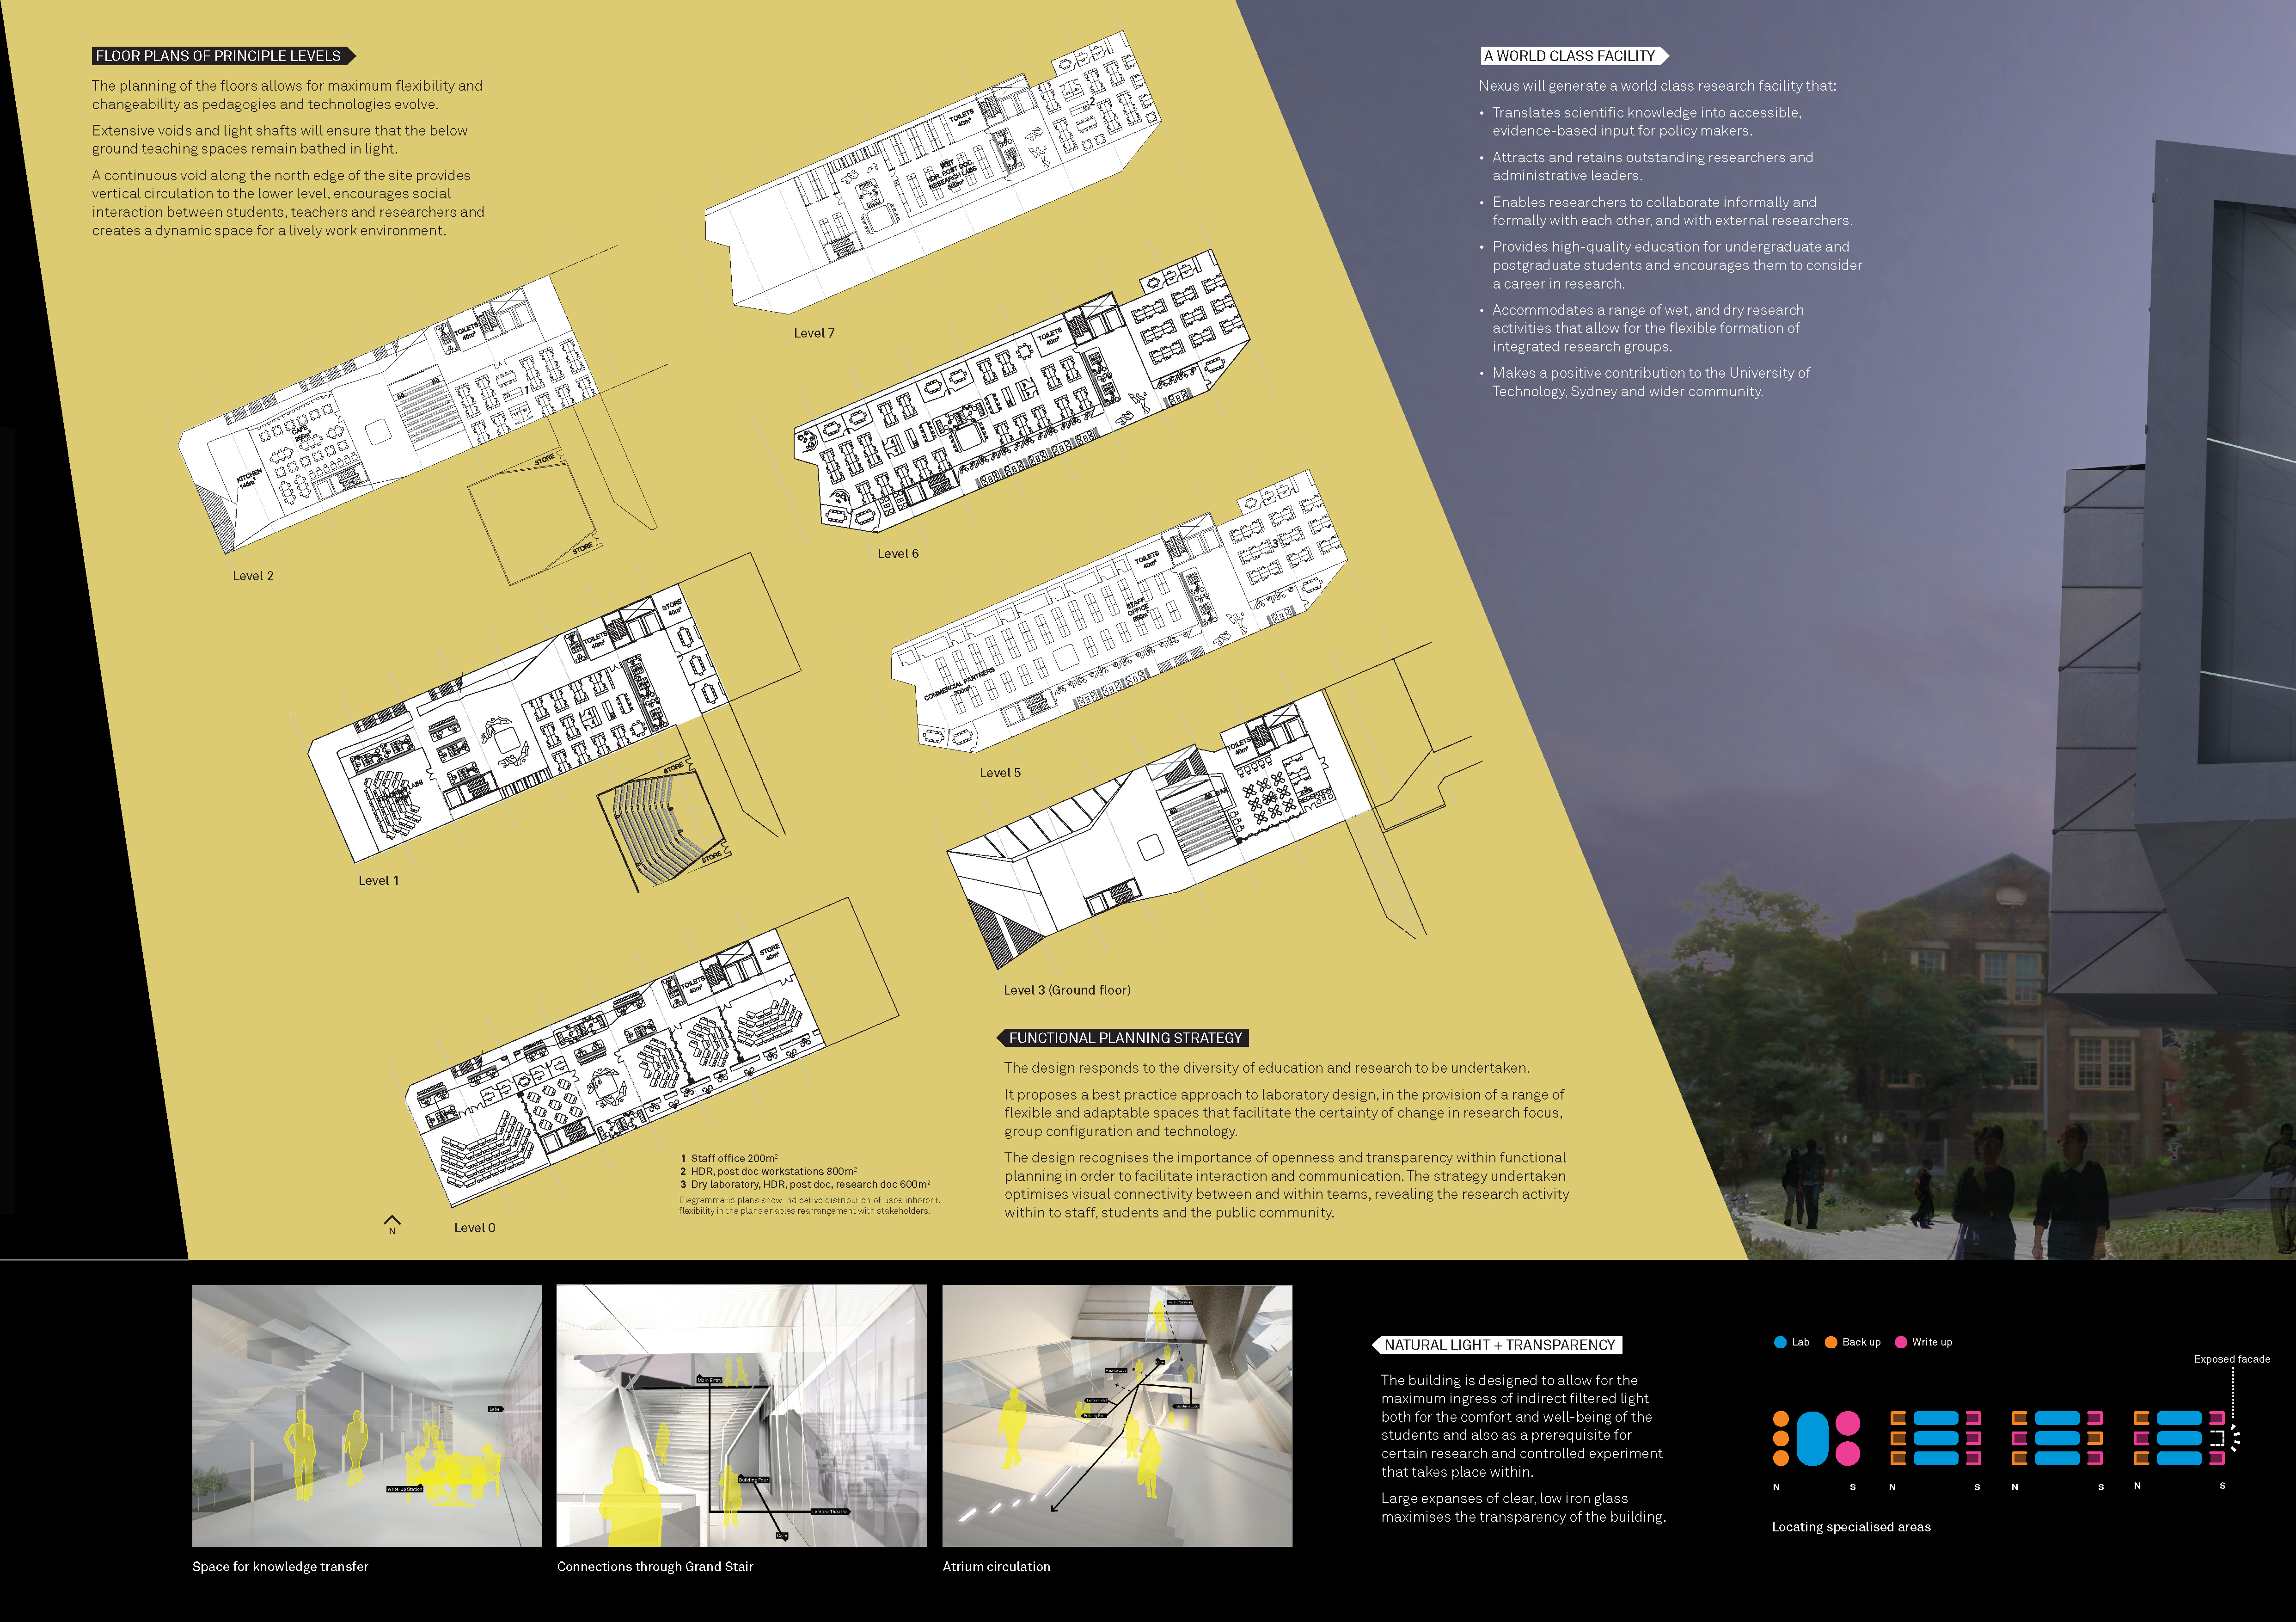 FLOOR PLANS OF PRINCIPLE LEVELS
The planning of the floors allows for maximum flexibility and
changeability as pedagogies and technologies evolve.
Extensive voids and light shafts will ensure that the below
ground teaching spaces remain bathed in light.
A continuous void along the north edge of the site provides
vertical circulation to the lower level, encourages social
interaction between students, teachers and researchers and
creates a dynamic space for a lively work environment.
TOILETS
40m²
2
WET
HDR, POST DOC,
RESEARCH LABS
Level 7
TOILETS
40m²
CAFE
KITCHEN
140m²
1
STORE
STORE
Level 2
TOILETS
40m²
Level 6
TOILETS
40m²
3
STAFF
OFFICE
COMMERCIAL PARTNERS
700m²
Level 5
STORE
40m²
TOILETS
40m²
LABS
STORE
STORE
Level 1
TOILETS
40m²
BAR
RECEPTION
Level 3 (Ground floor)
STORE
40m²
TOILETS
40m²
Level 0
N
1 Staff office 200m²
2 HDR, post doc workstations 800m²
3 Dry laboratory, HDR, post doc, research doc 600m²
Diagrammatic plans show indicative distribution of uses inherent.
flexibility in the plans enables rearrangement with stakeholders.
FUNCTIONAL PLANNING STRATEGY
The design responds to the diversity of education and research to be undertaken.
It proposes a best practice approach to laboratory design, in the provision of a range of
flexible and adaptable spaces that facilitate the certainty of change in research focus,
group configuration and technology.
The design recognises the importance of openness and transparency within functional
planning in order to facilitate interaction and communication. The strategy undertaken
optimises visual connectivity between and within teams, revealing the research activity
within to staff, students and the public community.
A WORLD CLASS FACILITY
Nexus will generate a world class research facility that:
• Translates scientific knowledge into accessible,
evidence-based input for policy makers.
• Attracts and retains outstanding researchers and
administrative leaders.
• Enables researchers to collaborate informally and
formally with each other, and with external researchers.
• Provides high-quality education for undergraduate and
postgraduate students and encourages them to consider
a career in research.
• Accommodates a range of wet, and dry research
activities that allow for the flexible formation of
integrated research groups.
• Makes a positive contribution to the University of
Technology, Sydney and wider community.
Labs
Write up Station
Space for knowledge transfer
Main Entry
Building Four
Lecture Theatre
Cafe
Connections through Grand Stair
Building Four
Atrium circulation
NATURAL LIGHT + TRANSPARENCY
The building is designed to allow for the
maximum ingress of indirect filtered light
both for the comfort and well-being of the
students and also as a prerequisite for
certain research and controlled experiment
that takes place within.
Large expanses of clear, low iron glass
maximises the transparency of the building.
Lab Back up Write up
Exposed facade
N S N S N S N S
Locating specialised areas